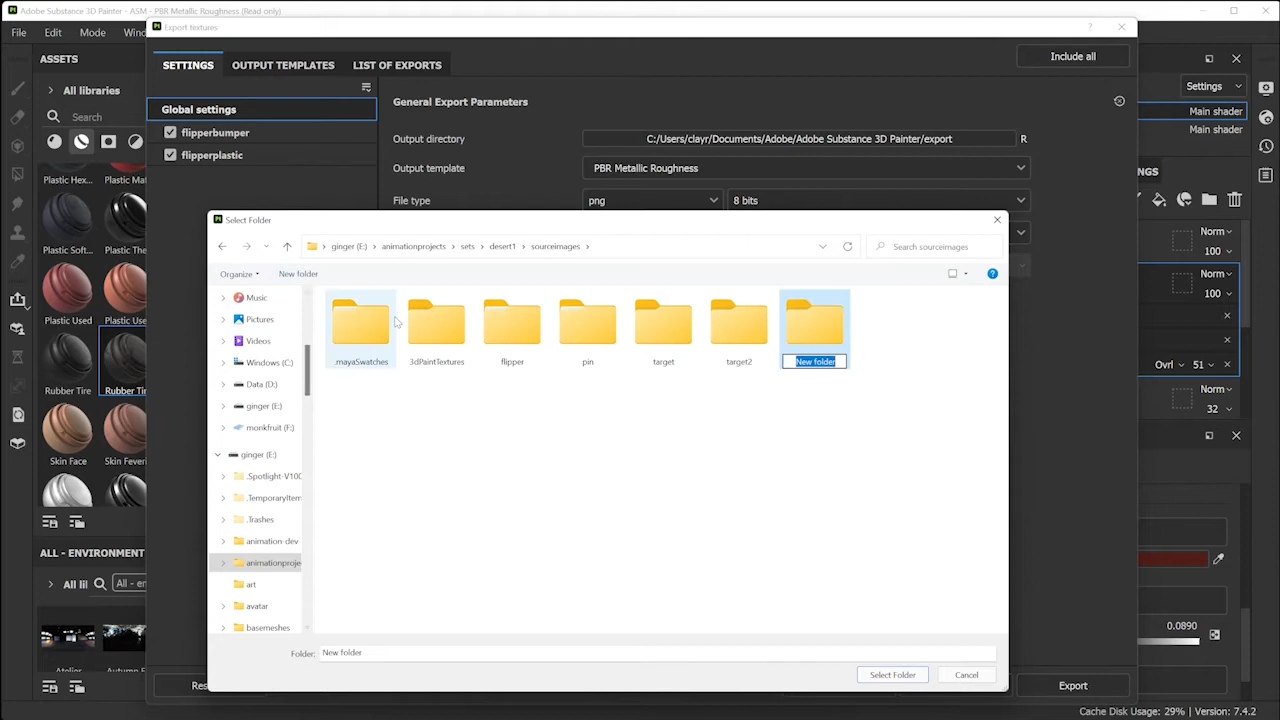 Adobe Substance 3D Painter - ASM - PBR Metallic Roughness (Read only)
File Edit Mode
Export textures
ASSETS
SETTINGS OUTPUT TEMPLATES LIST OF EXPORTS
Include all
All libraries
Search
Global settings
flipperbumper
flipperplastic
General Export Parameters
Output directory C:/Users/clayr/Documents/Adobe/Adobe Substance 3D Painter/export
Output template PBR Metallic Roughness
File type png 8 bits
Settings
Main shader
Main shader
Plastic Hex...
Plastic Soft...
Plastic Used
Rubber Tire
Rubber Tire
Skin Face
Skin Feveri
Select Folder
ginger (E:) › animationprojects › sets › desert1 › sourceimages ›
Search sourceimages
Organize New folder
Music
Pictures
Videos
Windows (C:)
Data (D:)
ginger (E:)
monkfruit (F:)
ginger (E:)
.Spotlight-V100
.TemporaryItem
.Trashes
animation-dev
animationproje
art
avatar
basemeshes
.mayaSwatches 3dPaintTextures flipper pin target target2 New folder
Folder: New folder
Select Folder Cancel
Norm
100
Norm
100
Ovrl 51
Norm
32
0.0890
ALL - ENVIRONMENT
All li All - en
Autumn F
Export
Cache Disk Usage: 29% | Version: 7.4.2